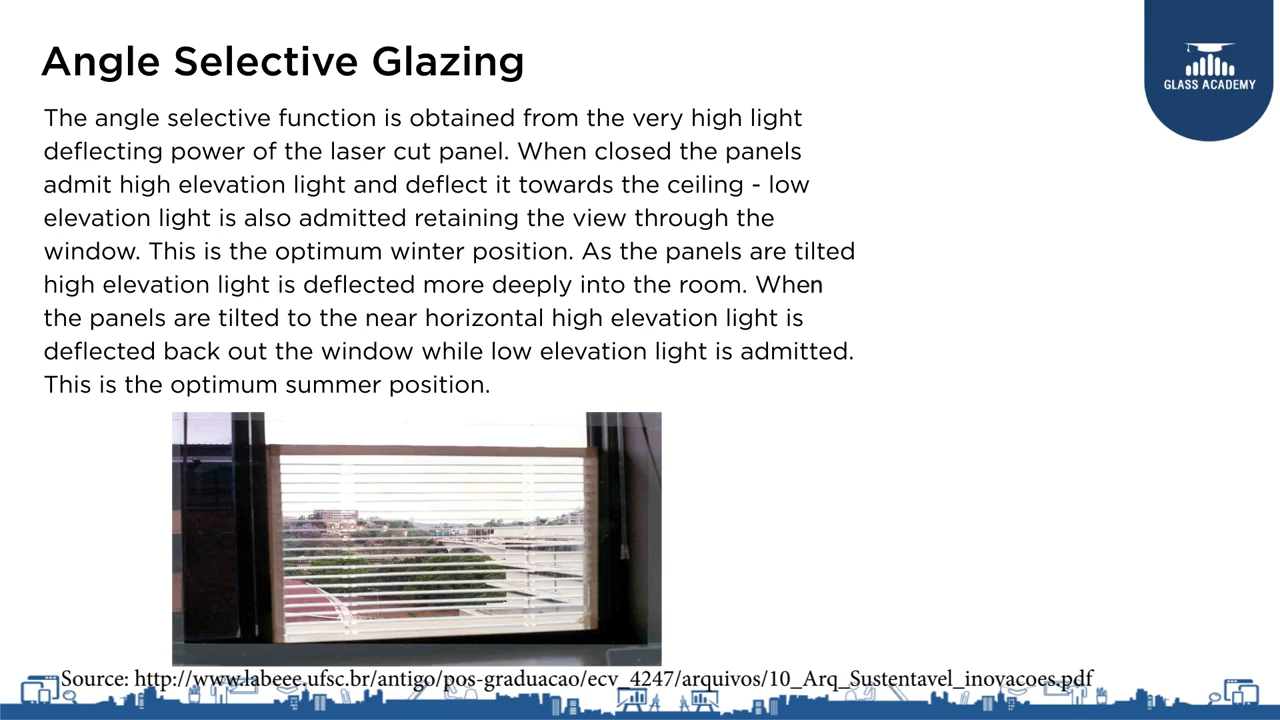 Angle Selective Glazing
GLASS ACADEMY
The angle selective function is obtained from the very high light
deflecting power of the laser cut panel. When closed the panels
admit high elevation light and deflect it towards the ceiling - low
elevation light is also admitted retaining the view through the
window. This is the optimum winter position. As the panels are tilted
high elevation light is deflected more deeply into the room. When
the panels are tilted to the near horizontal high elevation light is
deflected back out the window while low elevation light is admitted.
This is the optimum summer position.
Source: http://www.labeee.ufsc.br/antigo/pos-graduacao/ecv_4247/arquivos/10_Arq_Sustentavel_inovacoes.pdf